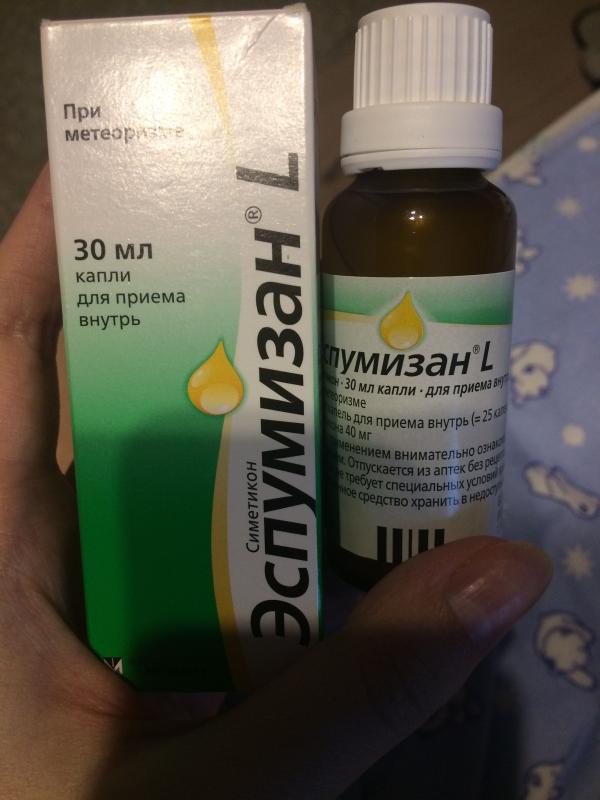 При
метеоризме
30 мл
капли
для приема
внутрь
Симетикон
Эспумизан® L
спумизан® L
30 мл капли · для приема внутрь
метеоризме
для приема внутрь (= 25
40 мг
внимательно
Отпускается из аптек без
не требует специальных условий
средство хранить в